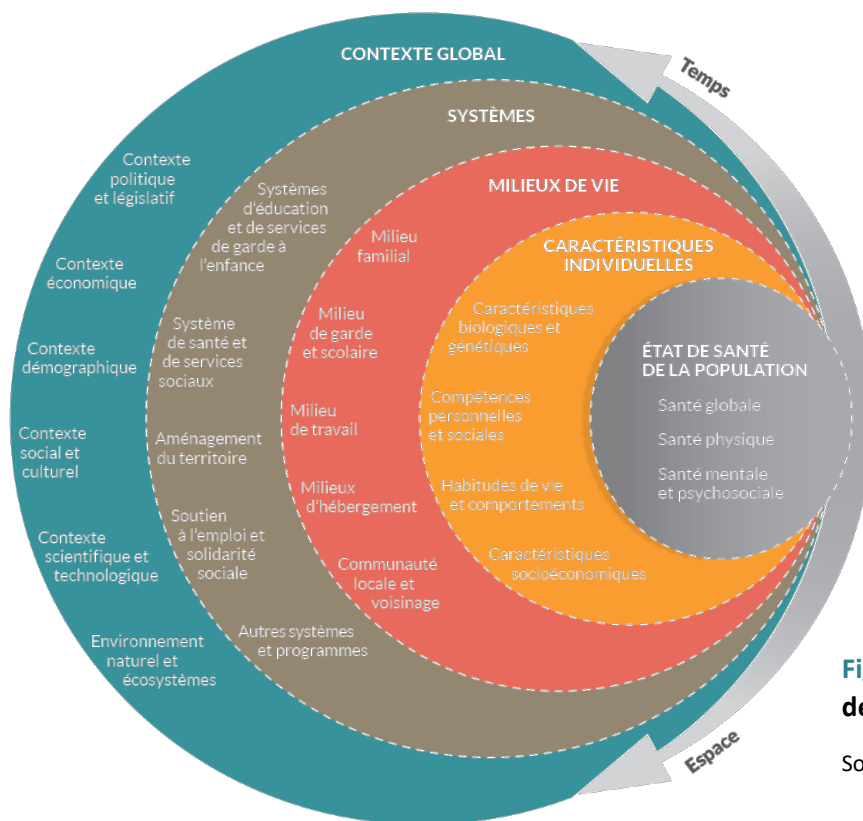 CONTEXTE GLOBAL
Temps
SYSTÈMES
Contexte
politique
et législatif
Systèmes
d'éducation
et de services
de garde à
l'enfance
MILIEUX DE VIE
Milieu
familial
CARACTÉRISTIQUES
INDIVIDUELLES
Contexte
économique
Caractéristiques
biologiques et
génétiques
Milieu
de garde
et scolaire
Système
de santé et
de services
sociaux
Contexte
démographique
ÉTAT DE SANTÉ
DE LA POPULATION
Santé globale
Santé physique
Santé mentale
et psychosociale
Compétences
personnelles
et sociales
Milieu
de travail
Aménagement
du territoire
Contexte
social et
culturel
Habitudes de vie
et comportements
Milieux
d'hébergement
Soutien
à l'emploi et
solidarité
sociale
Contexte
scientifique et
technologique
Caractéristiques
socioéconomiques
Communauté
locale et
voisinage
Autres systèmes
et programmes
Environnement
naturel et
écosystèmes
Espace